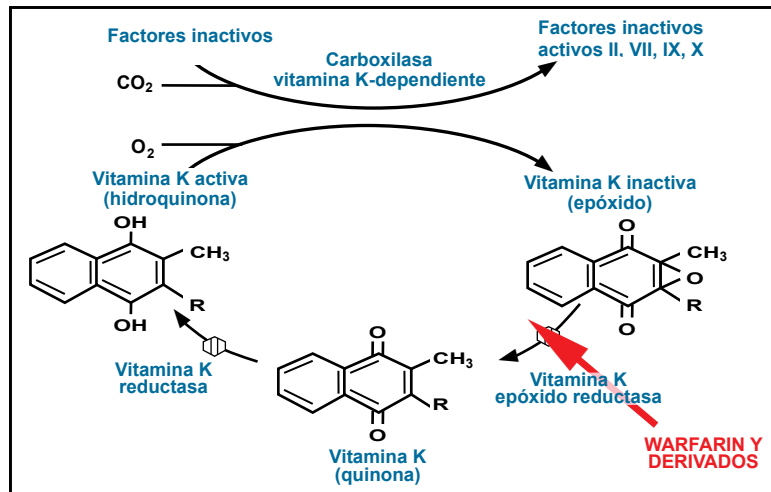 Factores inactivos
Factores inactivos
activos II, VII, IX, X
Carboxilasa
vitamina K-dependiente
CO2
O2
Vitamina K activa
(hidroquinona)
Vitamina K inactiva
(epóxido)
OH
CH3
R
OH
O
CH3
O
R
O
O
CH3
R
O
Vitamina K
reductasa
Vitamina K
epóxido reductasa
Vitamina K
(quinona)
WARFARIN Y
DERIVADOS